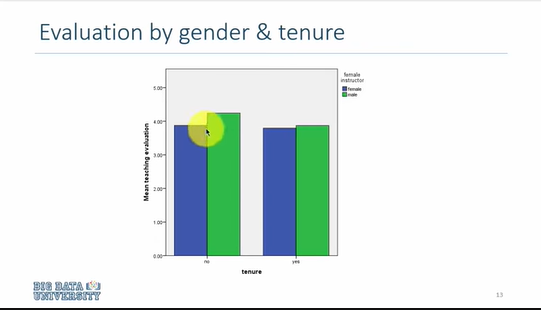 Evaluation by gender & tenure
female
instructor
female
male
5.00
4.00
3.00
2.00
1.00
0.00
Mean teaching evaluation
no
yes
tenure
BIG DATA
UNIVERSITY
13